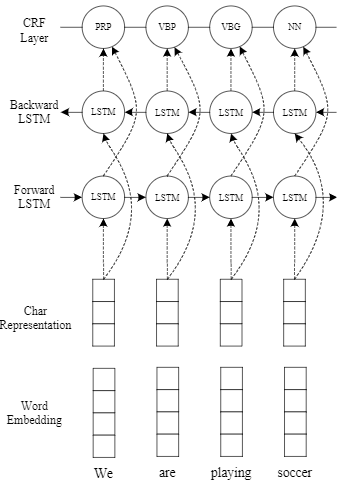 CRF
Layer
PRP VBP VBG NN
Backward
LSTM
LSTM LSTM LSTM LSTM
Forward
LSTM
LSTM LSTM LSTM LSTM
Char
Representation
Word
Embedding
We are playing soccer